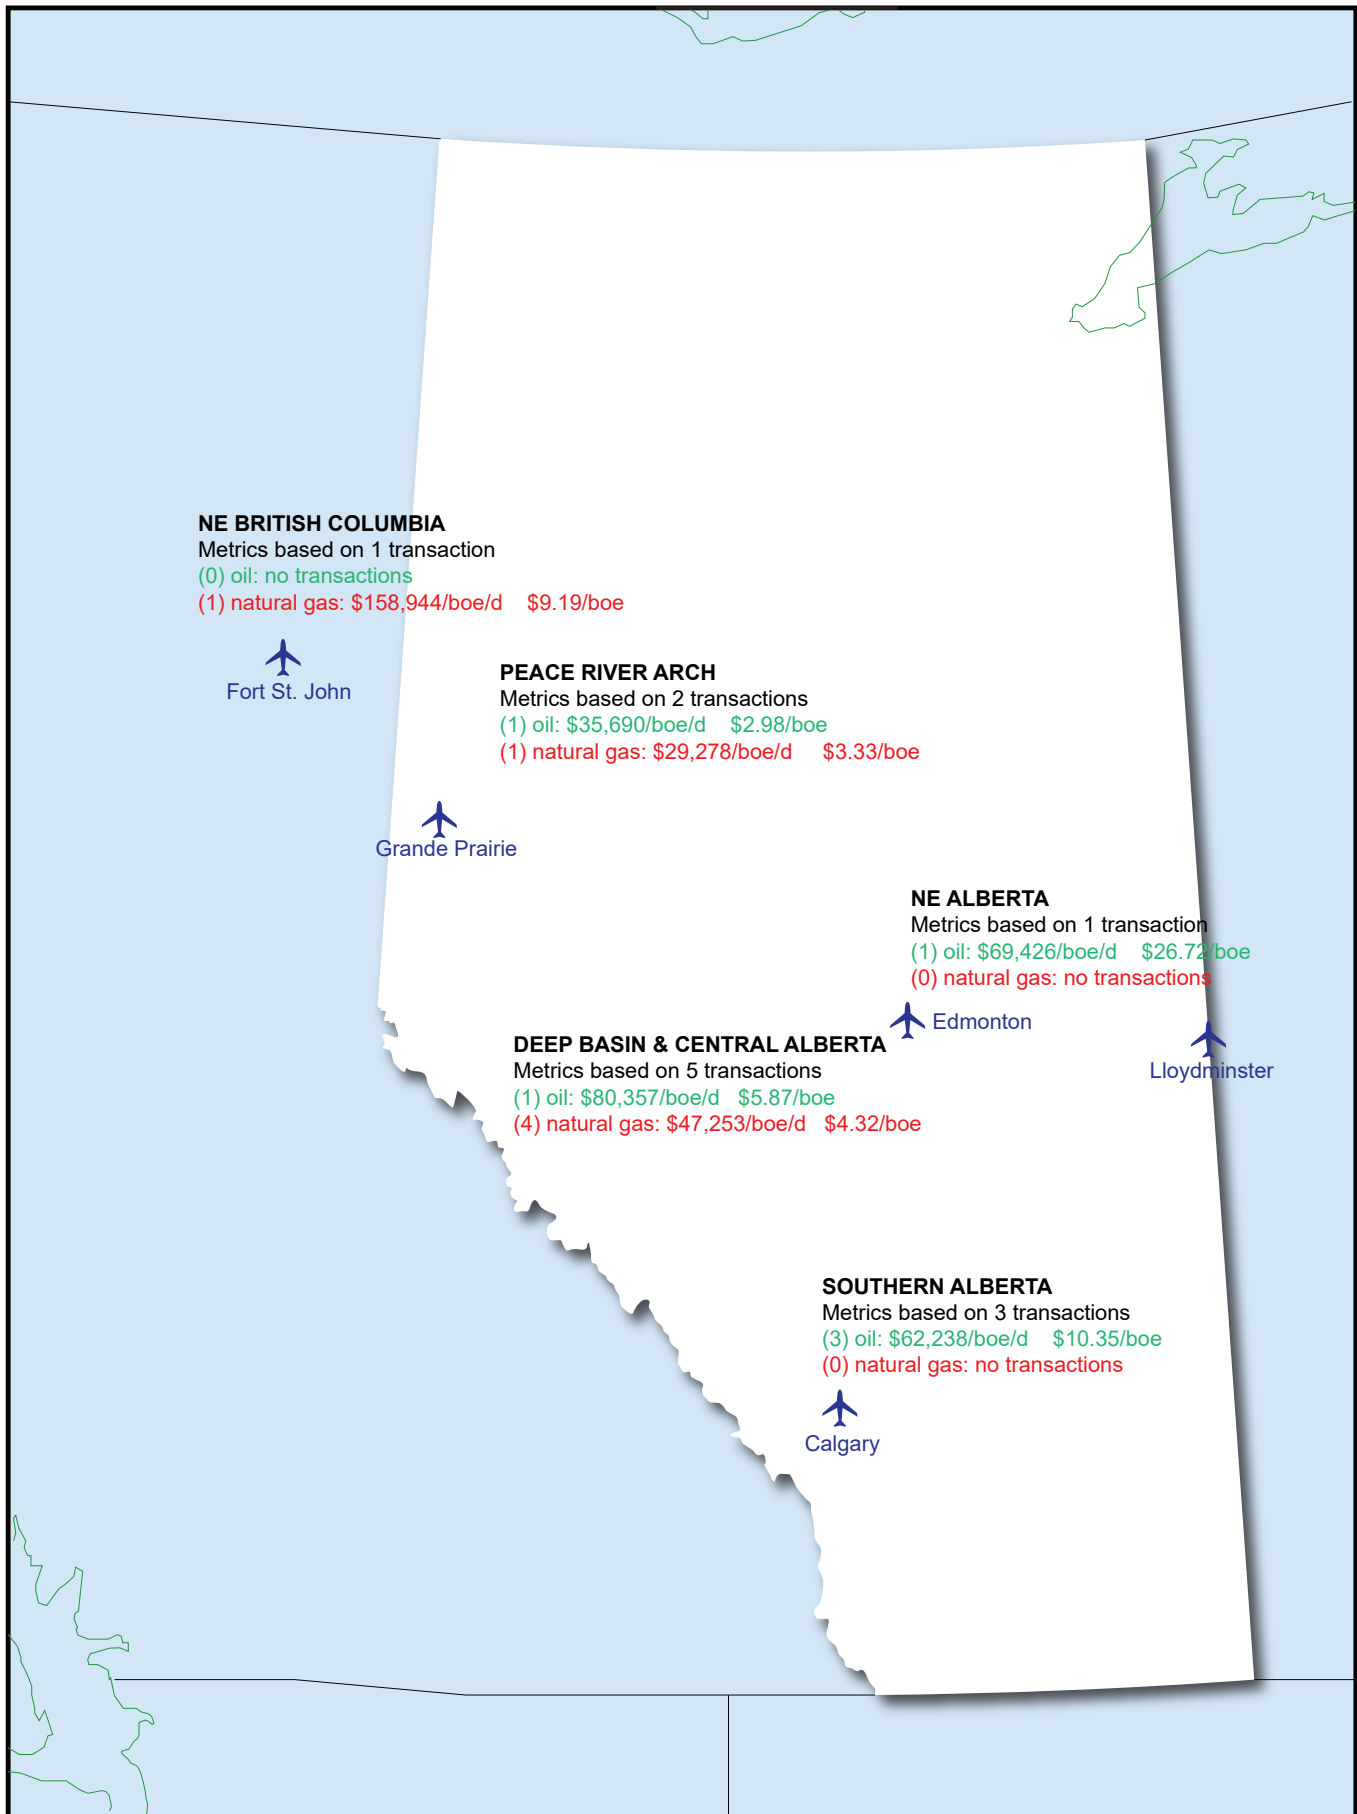 NE BRITISH COLUMBIA
Metrics based on 1 transaction
(0) oil: no transactions
(1) natural gas: $158,944/boe/d $9.19/boe
Fort St. John
PEACE RIVER ARCH
Metrics based on 2 transactions
(1) oil: $35,690/boe/d $2.98/boe
(1) natural gas: $29,278/boe/d $3.33/boe
Grande Prairie
NE ALBERTA
Metrics based on 1 transaction
(1) oil: $69,426/boe/d $26.72/boe
(0) natural gas: no transactions
Edmonton
Lloydminster
DEEP BASIN & CENTRAL ALBERTA
Metrics based on 5 transactions
(1) oil: $80,357/boe/d $5.87/boe
(4) natural gas: $47,253/boe/d $4.32/boe
SOUTHERN ALBERTA
Metrics based on 3 transactions
(3) oil: $62,238/boe/d $10.35/boe
(0) natural gas: no transactions
Calgary